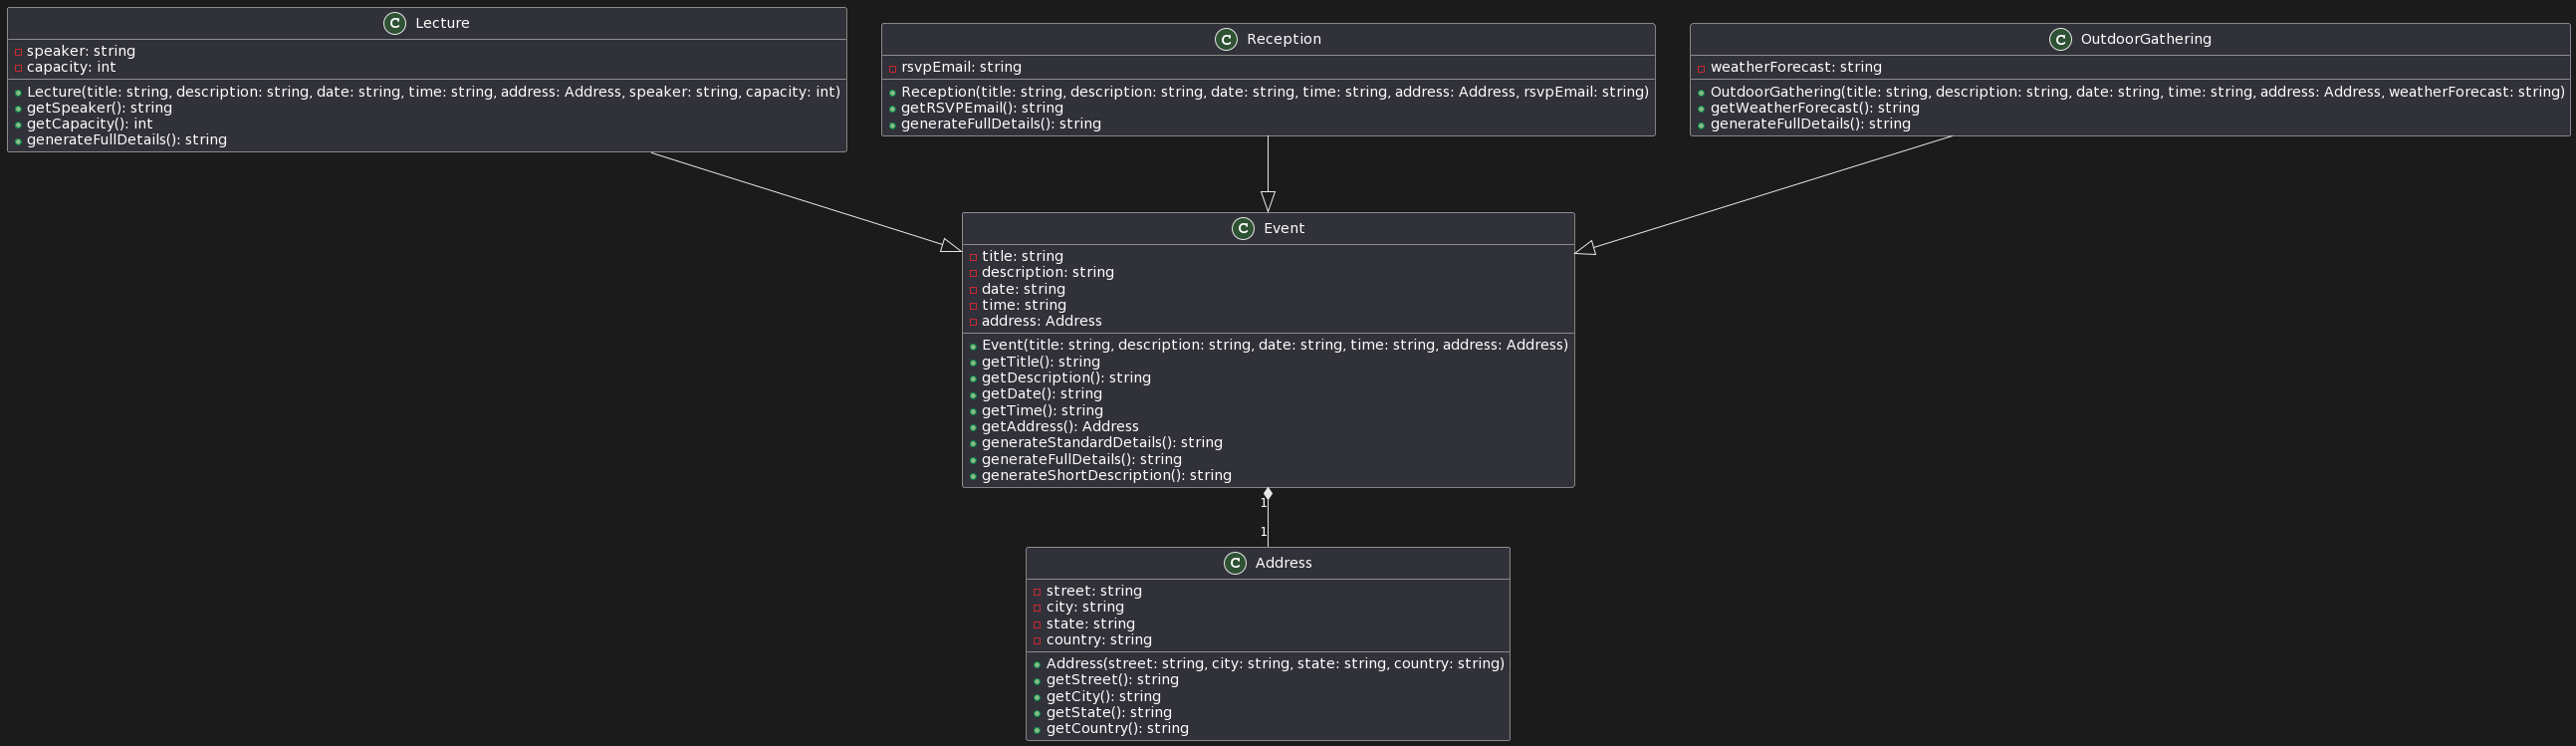 C Lecture
speaker: string
capacity: int
Lecture(title: string, description: string, date: string, time: string, address: Address, speaker: string, capacity: int)
getSpeaker(): string
getCapacity(): int
generateFullDetails(): string
C Reception
rsvpEmail: string
Reception(title: string, description: string, date: string, time: string, address: Address, rsvpEmail: string)
getRSVPEmail(): string
generateFullDetails(): string
C OutdoorGathering
weatherForecast: string
OutdoorGathering(title: string, description: string, date: string, time: string, address: Address, weatherForecast: string)
getWeatherForecast(): string
generateFullDetails(): string
C Event
title: string
description: string
date: string
time: string
address: Address
Event(title: string, description: string, date: string, time: string, address: Address)
getTitle(): string
getDescription(): string
getDate(): string
getTime(): string
getAddress(): Address
generateStandardDetails(): string
generateFullDetails(): string
generateShortDescription(): string
1
1
C Address
street: string
city: string
state: string
country: string
Address(street: string, city: string, state: string, country: string)
getStreet(): string
getCity(): string
getState(): string
getCountry(): string